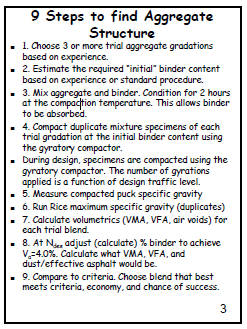 9 Steps to find Aggregate
Structure
▪ 1. Choose 3 or more trial aggregate gradations
based on experience.
▪ 2. Estimate the required "initial" binder content
based on experience or standard procedure.
▪ 3. Mix aggregate and binder. Condition for 2 hours
at the compaction temperature. This allows binder
to be absorbed.
▪ 4. Compact duplicate mixture specimens of each
trial gradation at the initial binder content using
the gyratory compactor.
▪ During design, specimens are compacted using the
gyratory compactor. The number of gyrations
applied is a function of design traffic level.
▪ 5. Measure compacted puck specific gravity
▪ 6. Run Rice maximum specific gravity (duplicates)
▪ 7. Calculate volumetrics (VMA, VFA, air voids) for
each trial blend.
▪ 8. At Ndes adjust (calculate) % binder to achieve
Va=4.0%. Calculate what VMA, VFA, and
dust/effective asphalt would be.
▪ 9. Compare to criteria. Choose blend that best
meets criteria, economy, and chance of success.
3